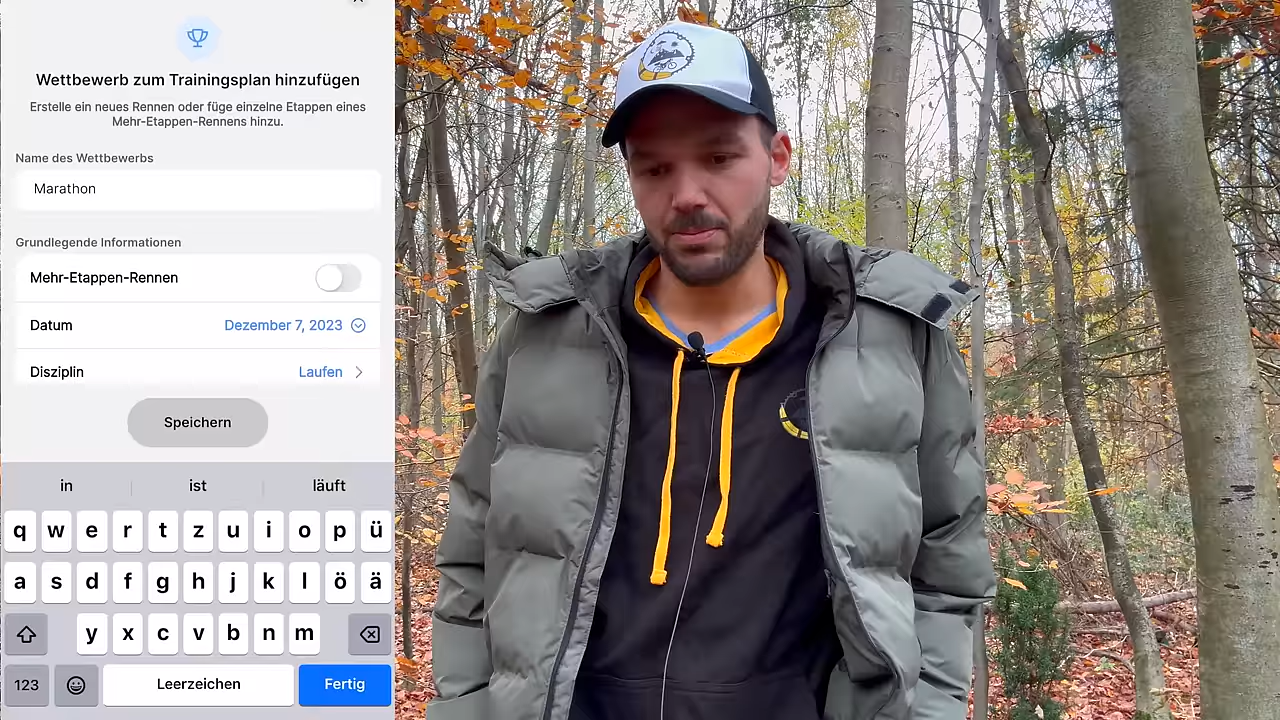 Wettbewerb zum Trainingsplan hinzufügen
Erstelle ein neues Rennen oder füge einzelne Etappen eines
Mehr-Etappen-Rennens hinzu.
Name des Wettbewerbs
Marathon
Grundlegende Informationen
Mehr-Etappen-Rennen
Datum
Dezember 7, 2023
Disziplin
Laufen
Speichern
in ist läuft
q w e r t z u i o p ü
a s d f g h j k l ö ä
y x c v b n m
123 Leerzeichen Fertig